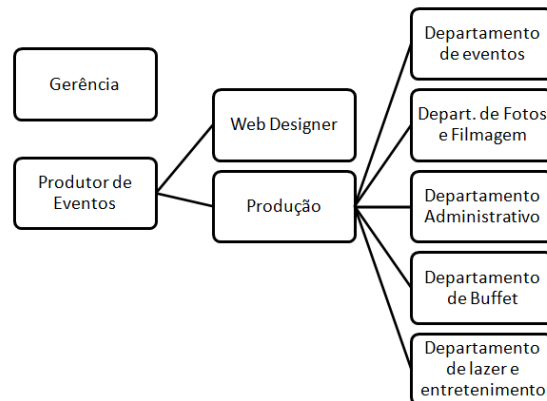 Gerência
Produtor de
Eventos
Web Designer
Produção
Departamento
de eventos
Depart. de Fotos
e Filmagem
Departamento
Administrativo
Departamento
de Buffet
Departamento
de lazer e
entretenimento